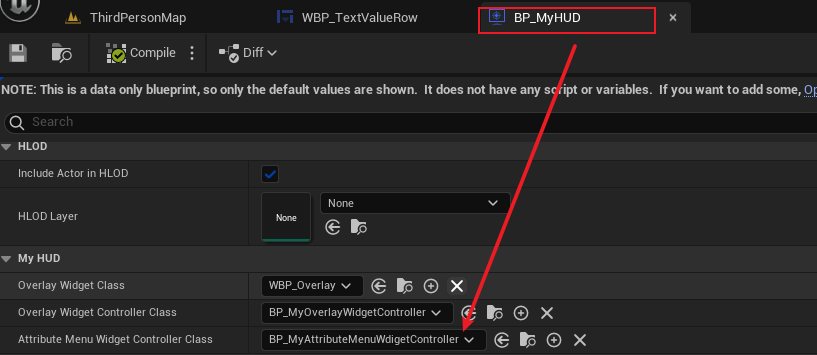 ThirdPersonMap
WBP_TextValueRow
BP_MyHUD
Compile
Diff
NOTE: This is a data only blueprint, so only the default values are shown. It does not have any script or variables. If you want to add some, Op
Search
HLOD
Include Actor in HLOD
HLOD Layer
None
None
My HUD
Overlay Widget Class
WBP_Overlay
Overlay Widget Controller Class
BP_MyOverlayWidgetController
Attribute Menu Widget Controller Class
BP_MyAttributeMenuWdigetController